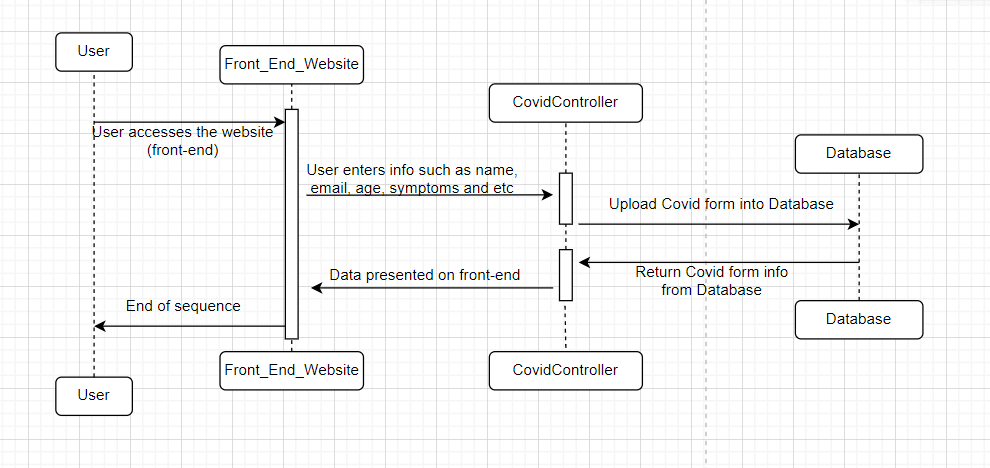 User
Front_End_Website
CovidController
Database
User accesses the website
(front-end)
User enters info such as name,
email, age, symptoms and etc
Upload Covid form into Database
Return Covid form info
from Database
Data presented on front-end
End of sequence
Database
Front_End_Website
CovidController
User